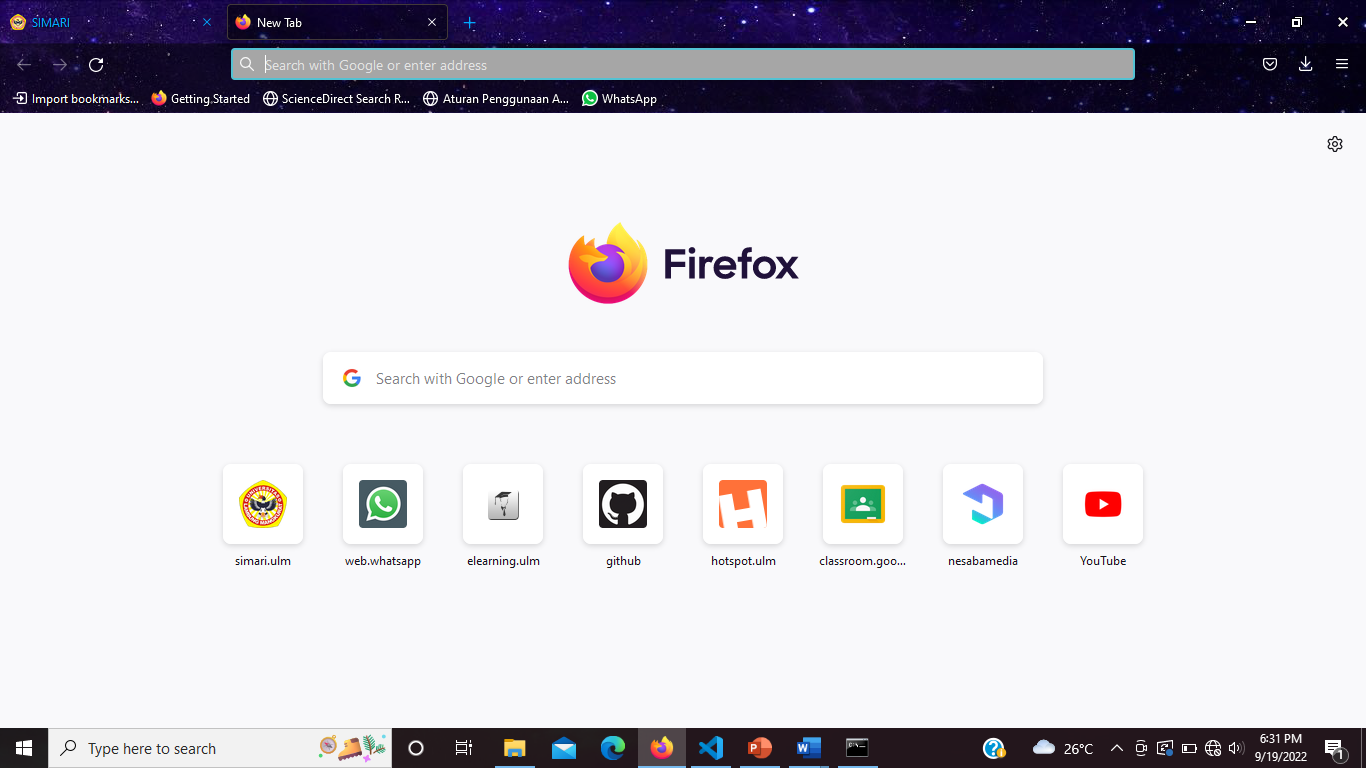 SIMARI
New Tab
Search with Google or enter address
Import bookmarks...
Getting Started
ScienceDirect Search R...
Aturan Penggunaan A...
WhatsApp
Firefox
Search with Google or enter address
simari.ulm
web.whatsapp
elearning.ulm
github
hotspot.ulm
classroom.goo...
nesabamedia
YouTube
Type here to search
26°C
6:31 PM
9/19/2022
1